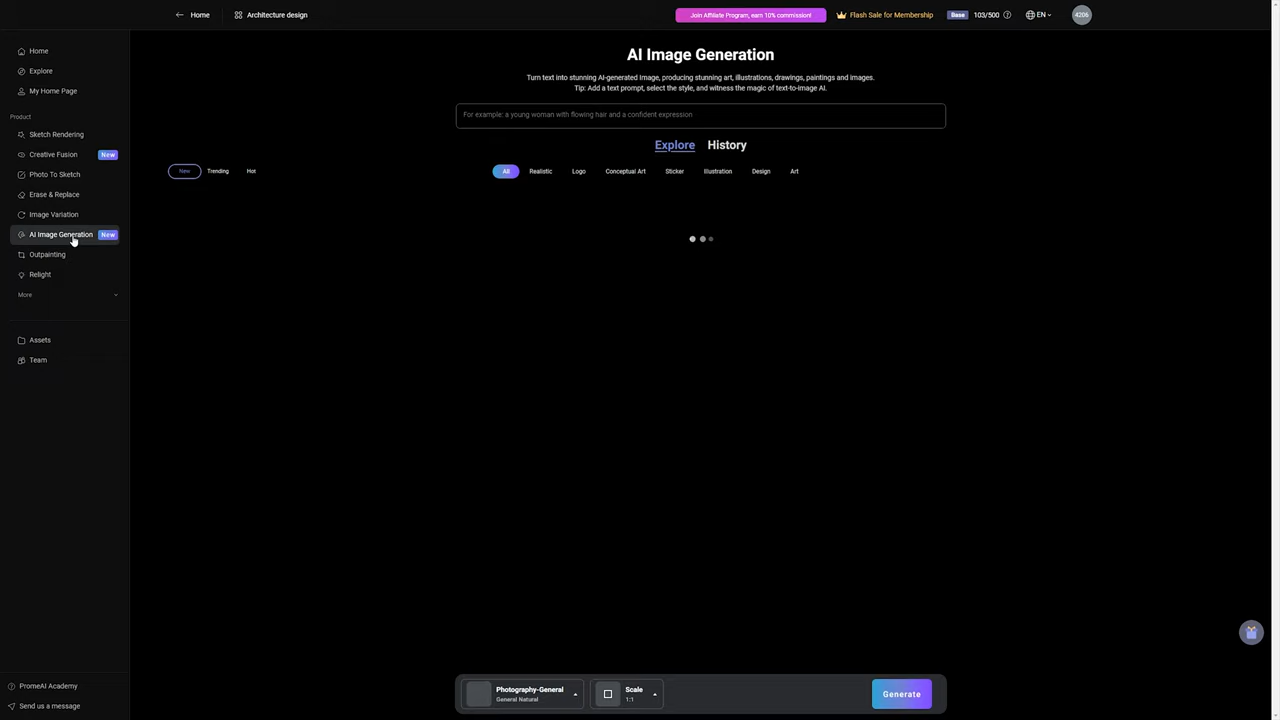 Home
Architecture design
Join Affiliate Program, earn 10% commission!
Flash Sale for Membership
Base
103/500
EN
4206
Home
Explore
My Home Page
Product
Sketch Rendering
Creative Fusion New
Photo To Sketch
Erase & Replace
Image Variation
AI Image Generation New
Outpainting
Relight
More
Assets
Team
PromeAI Academy
Send us a message
AI Image Generation
Turn text into stunning AI-generated Image, producing stunning art, illustrations, drawings, paintings and images.
Tip: Add a text prompt, select the style, and witness the magic of text-to-image AI.
For example: a young woman with flowing hair and a confident expression
Explore History
New Trending Hot
All Realistic Logo Conceptual Art Sticker Illustration Design Art
Photography-General
General Natural
Scale
1:1
Generate